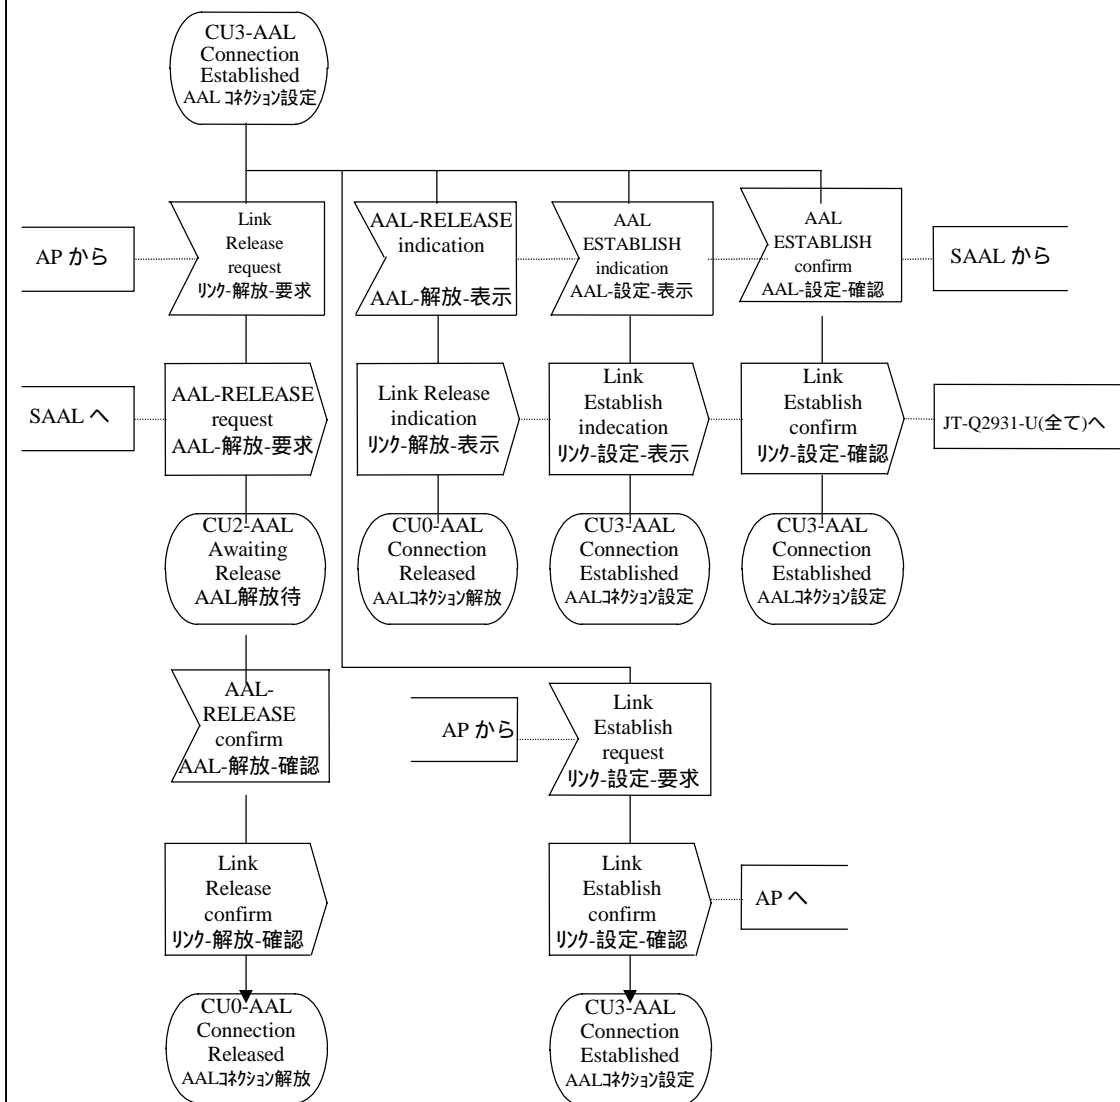 CU3-AAL
Connection
Established
AAL ｺﾈｸｼｮﾝ設定
AP から
Link
Release
request
ﾘﾝｸ-解放-要求
AAL-RELEASE
indication
AAL-解放-表示
AAL
ESTABLISH
indication
AAL-設定-表示
AAL
ESTABLISH
confirm
AAL-設定-確認
SAAL から
SAAL へ
AAL-RELEASE
request
AAL-解放-要求
Link Release
indication
ﾘﾝｸ-解放-表示
Link
Establish
indecation
ﾘﾝｸ-設定-表示
Link
Establish
confirm
ﾘﾝｸ-設定-確認
JT-Q2931-U(全て)へ
CU2-AAL
Awaiting
Release
AAL解放待
CU0-AAL
Connection
Released
AALｺﾈｸｼｮﾝ解放
CU3-AAL
Connection
Established
AALｺﾈｸｼｮﾝ設定
CU3-AAL
Connection
Established
AALｺﾈｸｼｮﾝ設定
AAL-
RELEASE
confirm
AAL-解放-確認
AP から
Link
Establish
request
ﾘﾝｸ-設定-要求
Link
Release
confirm
ﾘﾝｸ-解放-確認
Link
Establish
confirm
ﾘﾝｸ-設定-確認
AP へ
CU0-AAL
Connection
Released
AALｺﾈｸｼｮﾝ解放
CU3-AAL
Connection
Established
AALｺﾈｸｼｮﾝ設定